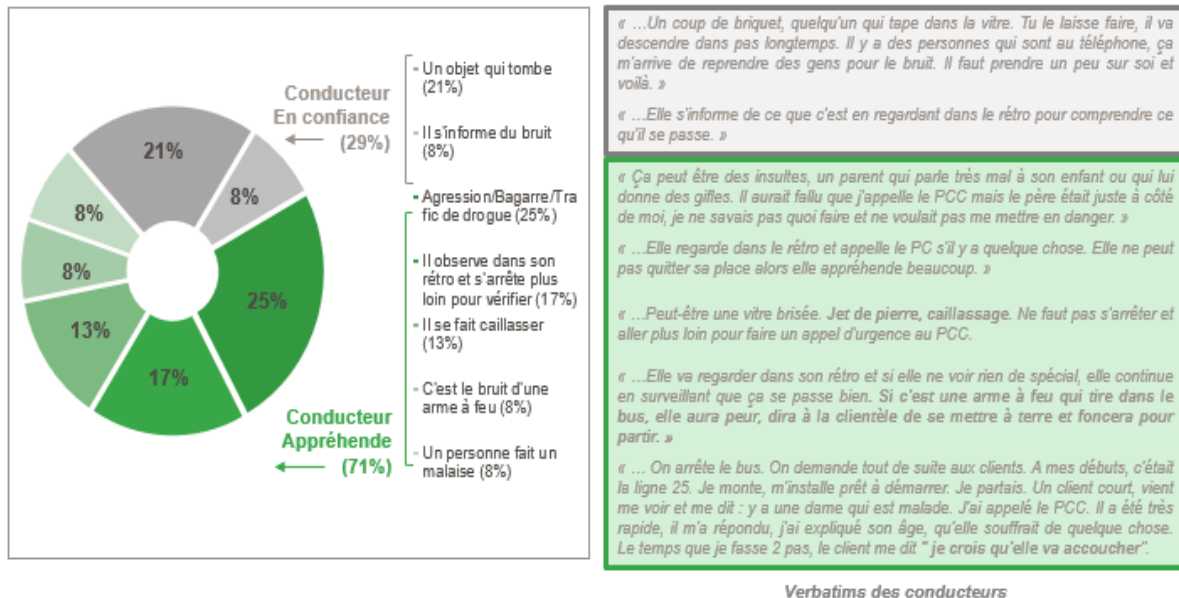 21%
8%
25%
17%
13%
8%
8%
Conducteur
En confiance
(29%)
Conducteur
Appréhende
(71%)
- Un objet qui tombe
(21%)
- Il s'informe du bruit
(8%)
- Agression/Bagarre/Tra
fic de drogue (25%)
- Il observe dans son
rétro et s'arrête plus
loin pour vérifier (17%)
- Il se fait caillasser
(13%)
- C'est le bruit d'une
arme à feu (8%)
- Un personne fait un
malaise (8%)
« …Un coup de briquet, quelqu'un qui tape dans la vitre. Tu le laisse faire, il va
descendre dans pas longtemps. Il y a des personnes qui sont au téléphone, ça
m'arrive de reprendre des gens pour le bruit. Il faut prendre un peu sur soi et
voilà. »
« …Elle s'informe de ce que c'est en regardant dans le rétro pour comprendre ce
qu'il se passe. »
« Ça peut être des insultes, un parent qui parle très mal à son enfant ou qui lui
donne des gifles. Il aurait fallu que j'appelle le PCC mais le père était juste à côté
de moi, je ne savais pas quoi faire et ne voulait pas me mettre en danger. »
« …Elle regarde dans le rétro et appelle le PC s'il y a quelque chose. Elle ne peut
pas quitter sa place alors elle appréhende beaucoup. »
« …Peut-être une vitre brisée. Jet de pierre, caillassage. Ne faut pas s'arrêter et
aller plus loin pour faire un appel d'urgence au PCC.
« …Elle va regarder dans son rétro et si elle ne voir rien de spécial, elle continue
en surveillant que ça se passe bien. Si c'est une arme à feu qui tire dans le
bus, elle aura peur, dira à la clientèle de se mettre à terre et foncera pour
partir. »
« … On arrête le bus. On demande tout de suite aux clients. A mes débuts, c'était
la ligne 25. Je monte, m'installe prêt à démarrer. Je partais. Un client court, vient
me voir et me dit : y a une dame qui est malade. J'ai appelé le PCC. Il a été très
rapide, il m'a répondu, j'ai expliqué son âge, qu'elle souffrait de quelque chose.
Le temps que je fasse 2 pas, le client me dit " je crois qu'elle va accoucher".
Verbatims des conducteurs